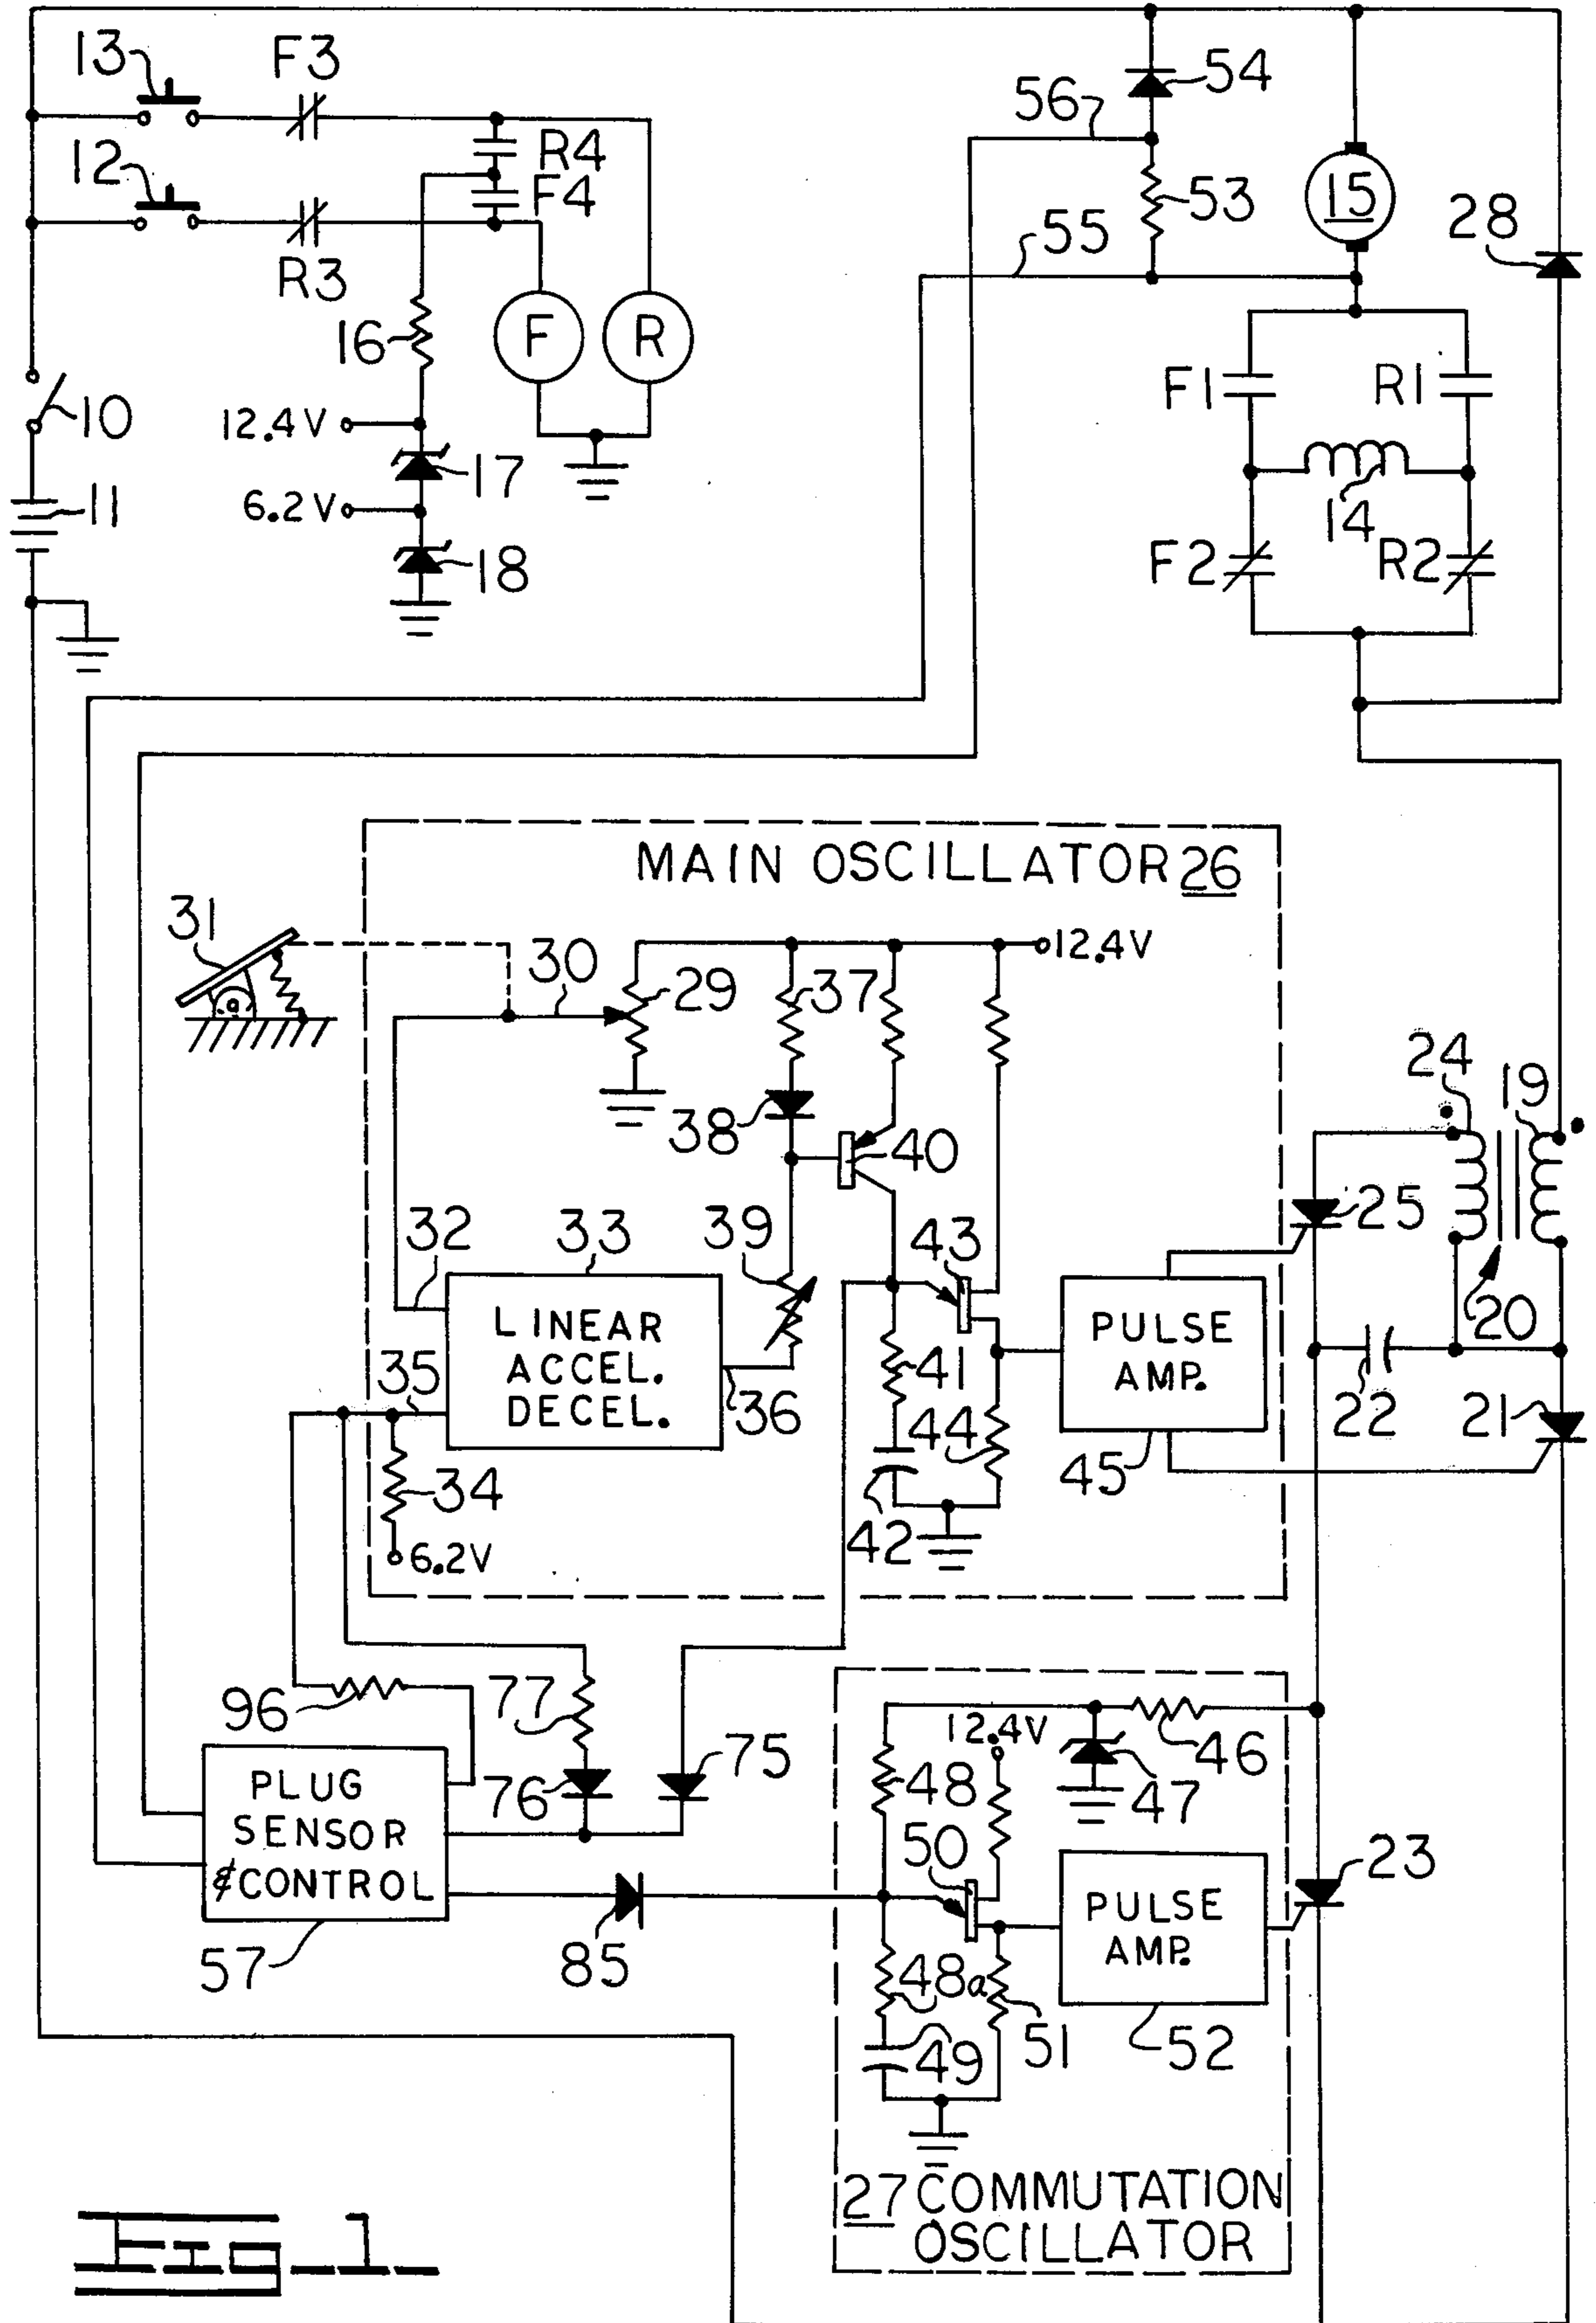 13
F3
54
56
12
R4
F4
15
53
55
28
R3
16
F
R
F1
R1
10
12.4V
17
11
6.2V
14
18
F2
R2
MAIN OSCILLATOR 26
31
30
29
37
12.4V
24
19
38
40
25
32
33
39
43
LINEAR
ACCEL.
DECEL.
PULSE
AMP.
20
35
36
41
22
21
44
45
34
42
6.2V
96
77
12.4V
46
75
PLUG
SENSOR
&CONTROL
76
48
47
50
23
PULSE
AMP.
57
85
48a
51
52
49
27 COMMUTATION
OSCILLATOR
FIG_1_